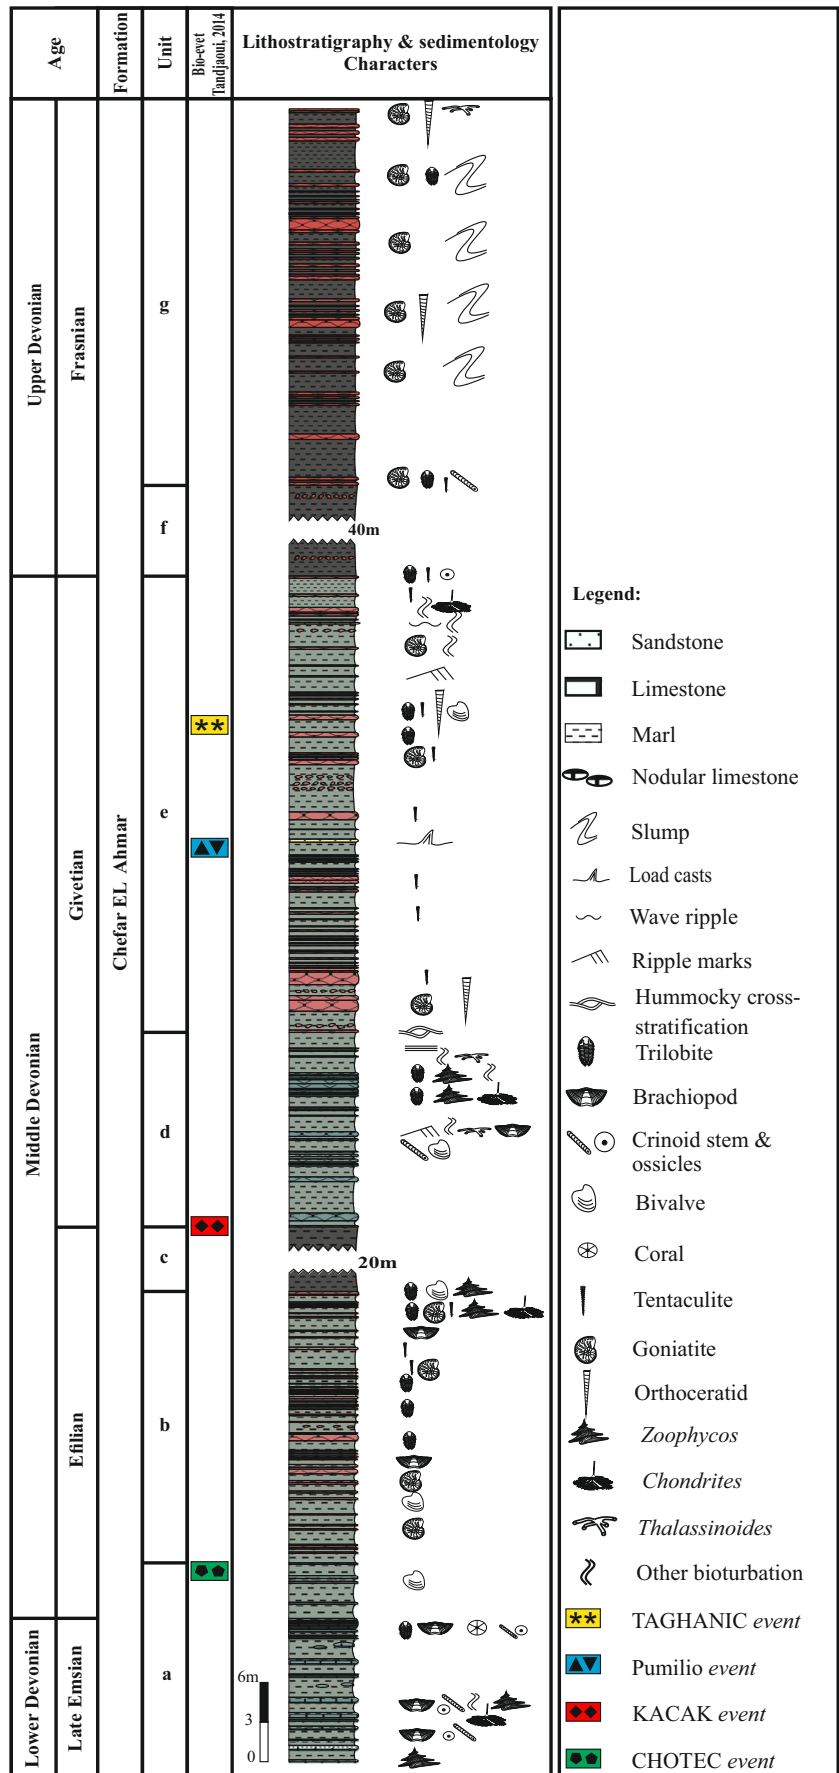 Age
Formation
Unit
Bio-evet
Tandjaoui, 2014
Lithostratigraphy & sedimentology
Characters
Upper Devonian
Frasnian
Middle Devonian
Givetian
Efilian
Lower Devonian
Late Emsian
Chefar EL Ahmar
g
f
e
d
c
b
a
40m
20m
6m
3
0
Legend:
Sandstone
Limestone
Marl
Nodular limestone
Slump
Load casts
Wave ripple
Ripple marks
Hummocky cross-
stratification
Trilobite
Brachiopod
Crinoid stem &
ossicles
Bivalve
Coral
Tentaculite
Goniatite
Orthoceratid
Zoophycos
Chondrites
Thalassinoides
Other bioturbation
TAGHANIC event
Pumilio event
KACAK event
CHOTEC event